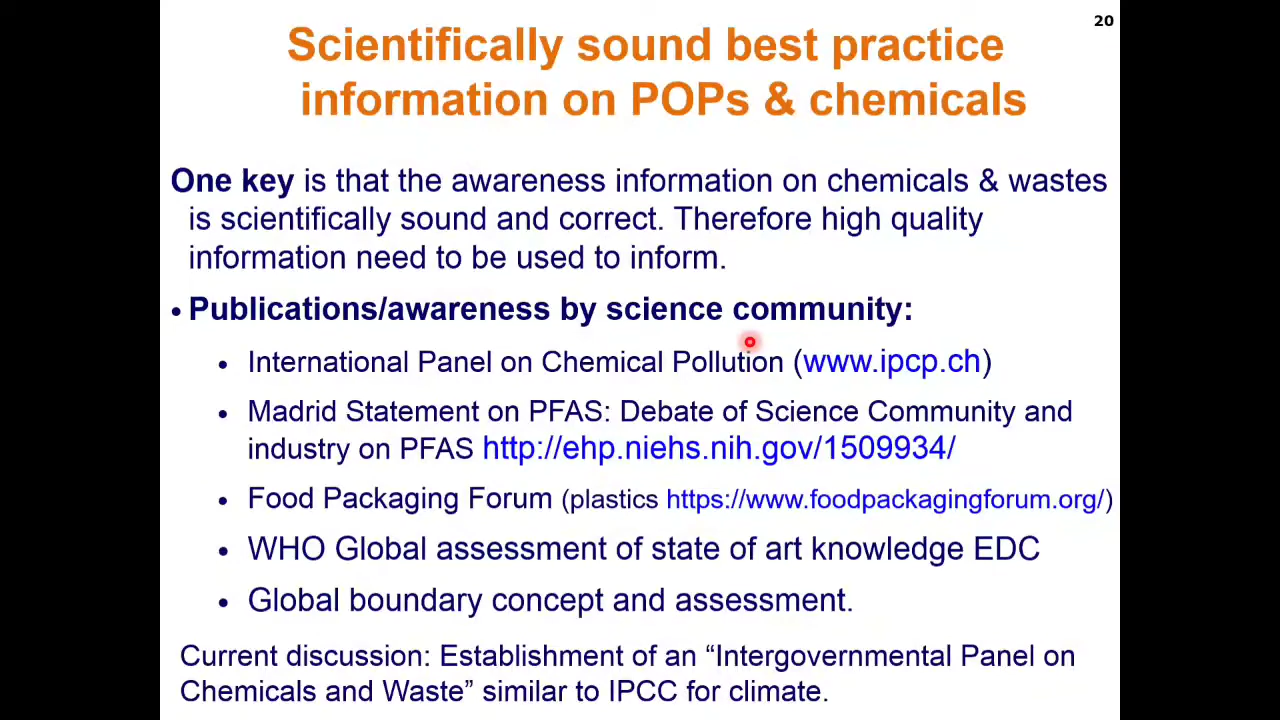 20
Scientifically sound best practice
information on POPs & chemicals
One key is that the awareness information on chemicals & wastes
is scientifically sound and correct. Therefore high quality
information need to be used to inform.
• Publications/awareness by science community:
• International Panel on Chemical Pollution (www.ipcp.ch)
• Madrid Statement on PFAS: Debate of Science Community and
industry on PFAS http://ehp.niehs.nih.gov/1509934/
• Food Packaging Forum (plastics https://www.foodpackagingforum.org/)
• WHO Global assessment of state of art knowledge EDC
• Global boundary concept and assessment.
Current discussion: Establishment of an “Intergovernmental Panel on
Chemicals and Waste” similar to IPCC for climate.